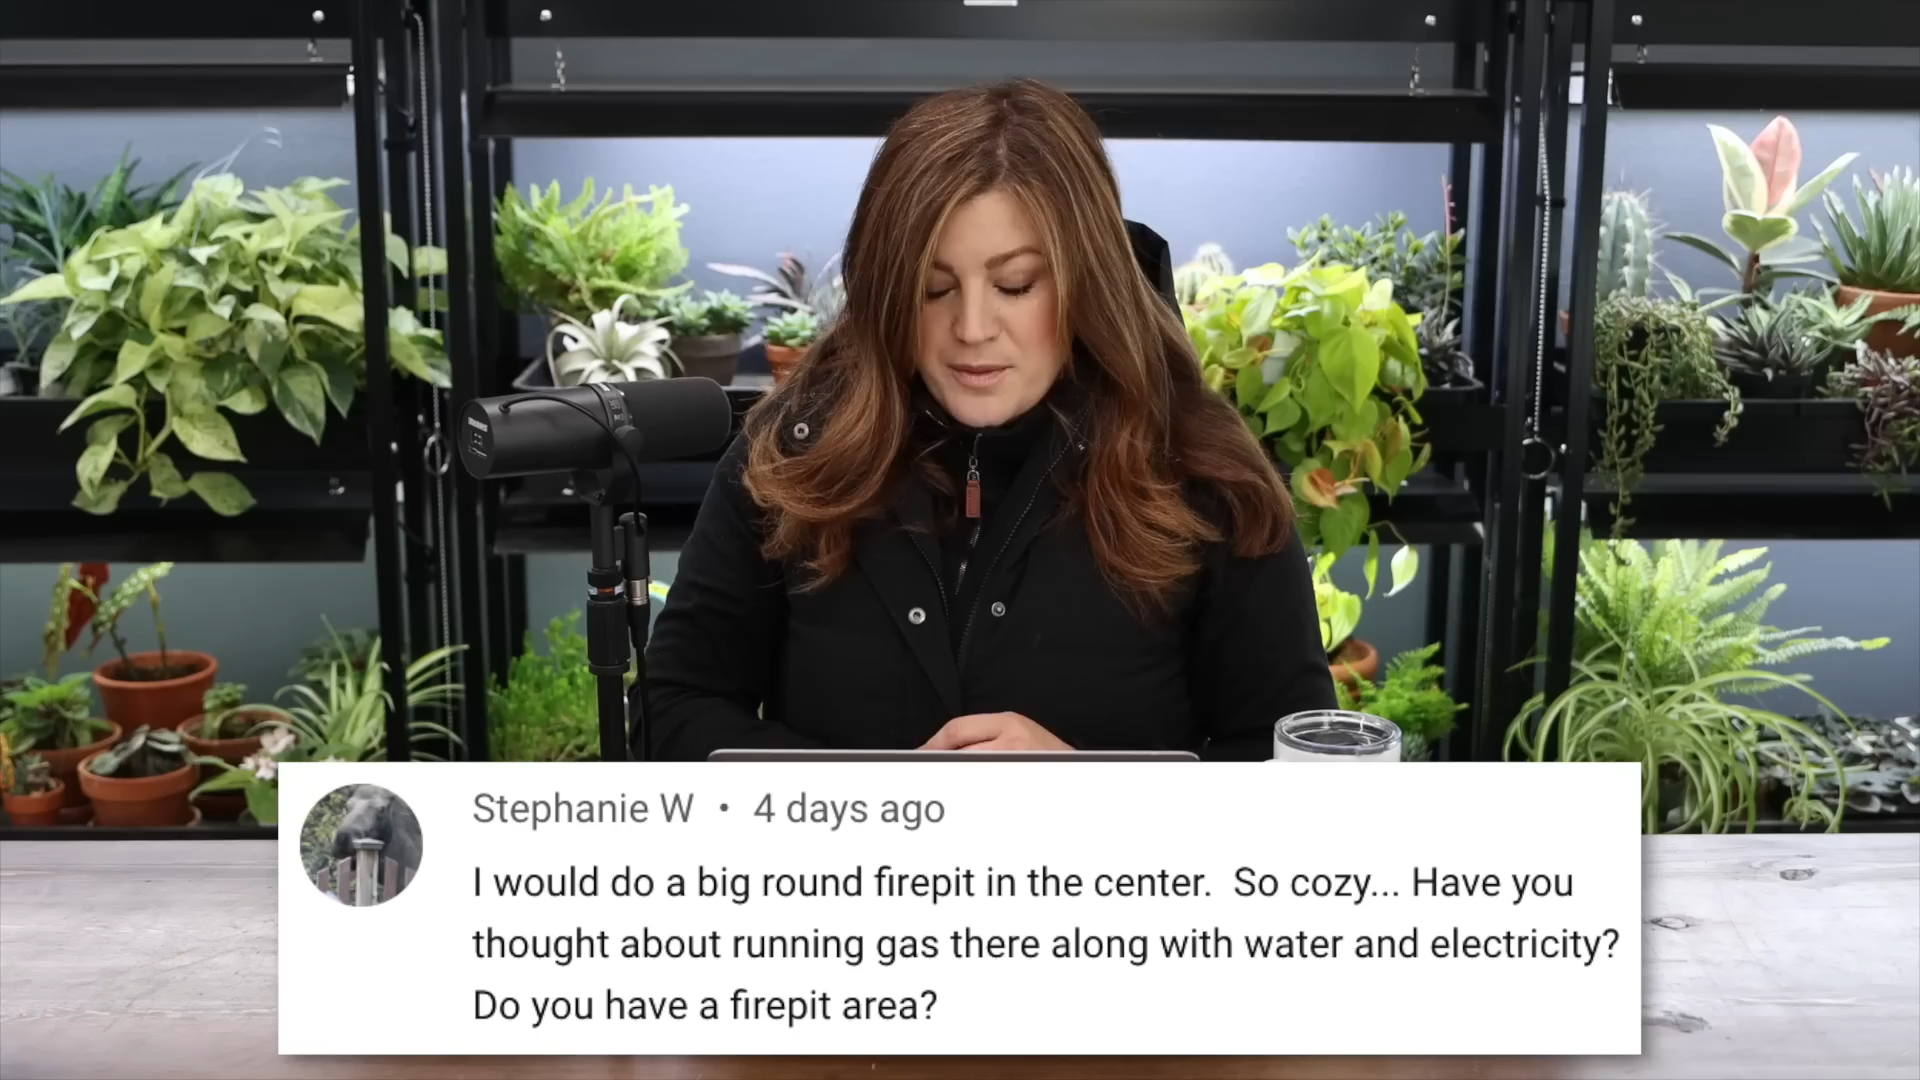 Stephanie W • 4 days ago
I would do a big round firepit in the center.  So cozy... Have you
thought about running gas there along with water and electricity?
Do you have a firepit area?